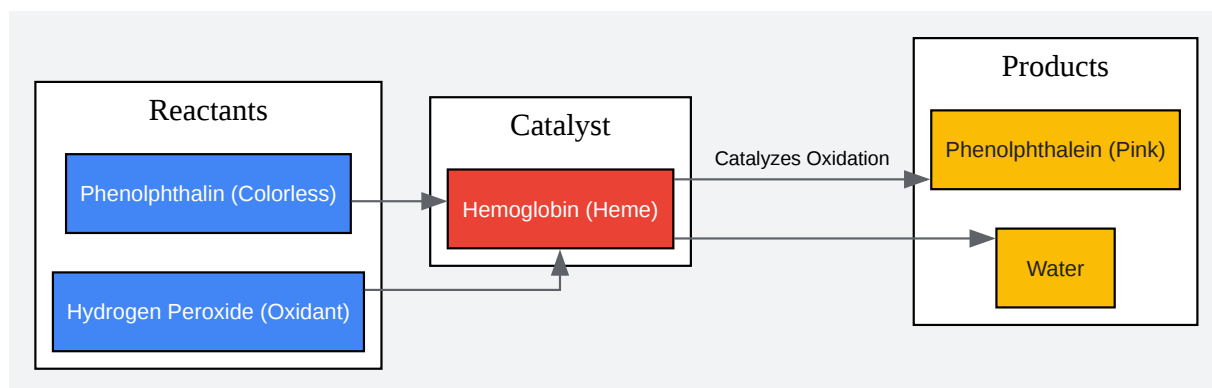 Reactants
Phenolphthalin (Colorless)
Hydrogen Peroxide (Oxidant)
Catalyst
Hemoglobin (Heme)
Catalyzes Oxidation
Products
Phenolphthalein (Pink)
Water